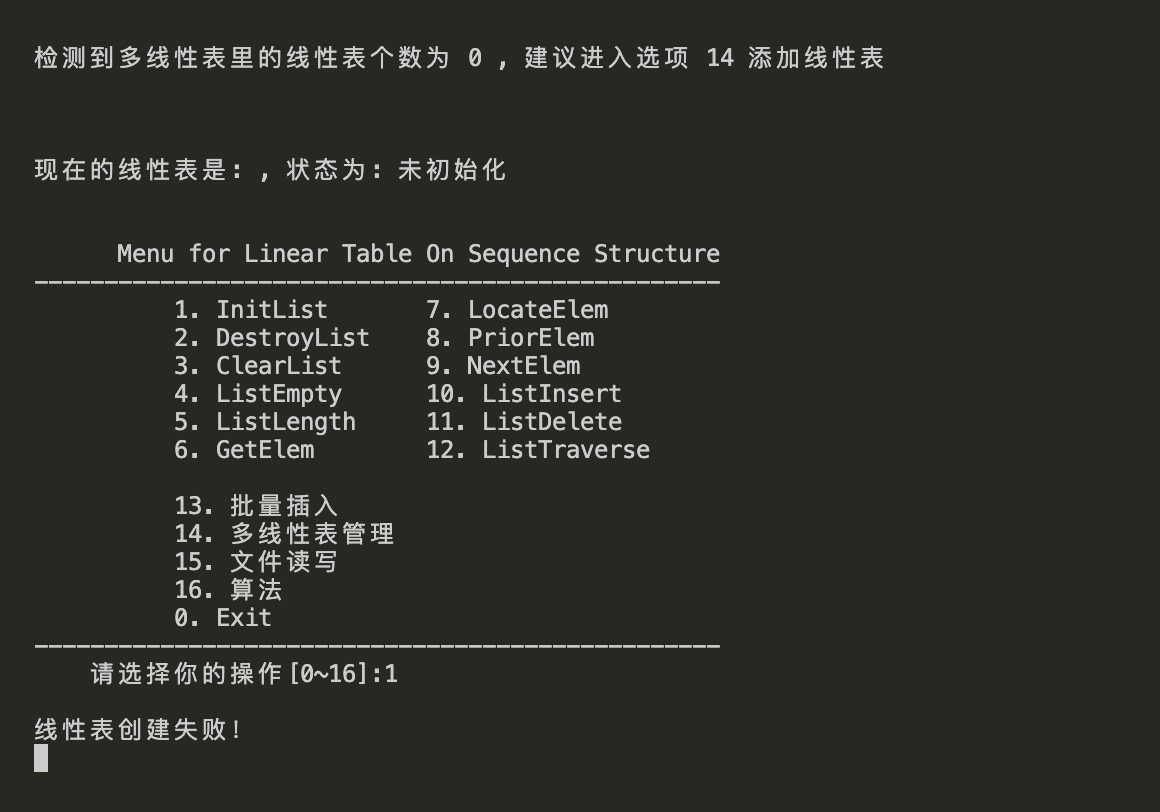 检测到多线性表里的线性表个数为 0 , 建议进入选项 14 添加线性表
现在的线性表是: , 状态为: 未初始化
Menu for Linear Table On Sequence Structure
-------------------------------------------------
1. InitList 7. LocateElem
2. DestroyList 8. PriorElem
3. ClearList 9. NextElem
4. ListEmpty 10. ListInsert
5. ListLength 11. ListDelete
6. GetElem 12. ListTraverse
13. 批量插入
14. 多线性表管理
15. 文件读写
16. 算法
0. Exit
-------------------------------------------------
请选择你的操作[0~16]:1
线性表创建失败!